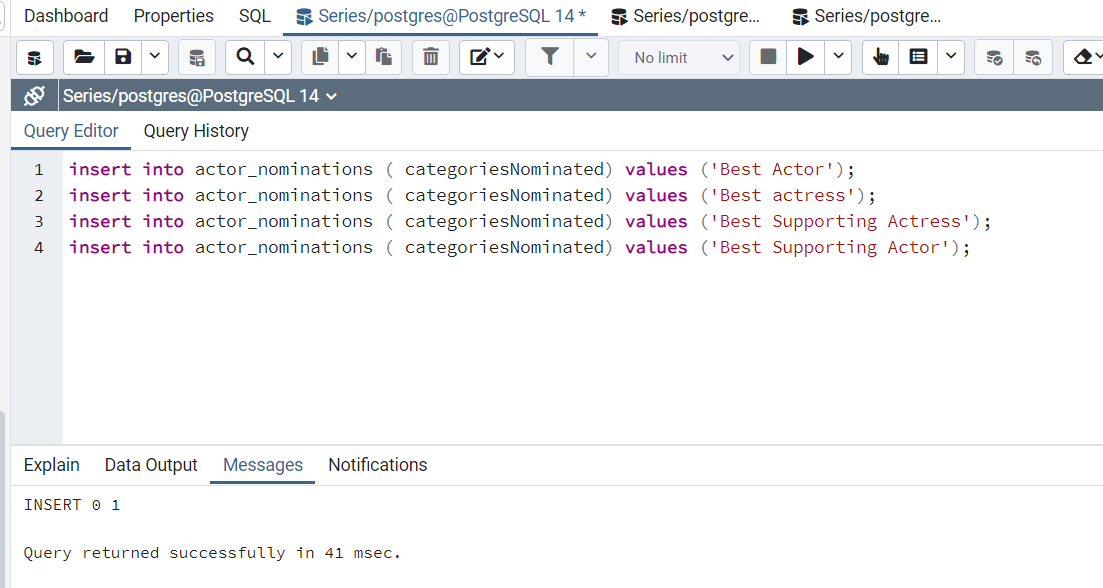 Dashboard Properties SQL Series/postgres@PostgreSQL 14 * Series/postgre... Series/postgre...
No limit
Series/postgres@PostgreSQL 14
Query Editor Query History
1 insert into actor_nominations ( categoriesNominated) values ('Best Actor');
2 insert into actor_nominations ( categoriesNominated) values ('Best actress');
3 insert into actor_nominations ( categoriesNominated) values ('Best Supporting Actress');
4 insert into actor_nominations ( categoriesNominated) values ('Best Supporting Actor');
Explain Data Output Messages Notifications
INSERT 0 1
Query returned successfully in 41 msec.